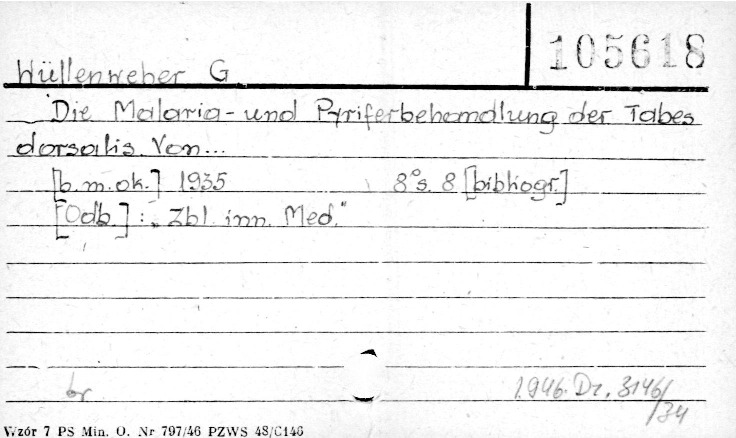 105618
Hüllenweber G
Die Malaria- und Pyriferbehandlung der Tabes
dorsalis. Von...
[b.m.ok.] 1935 8° s. 8 [bibliogr.]
[Odb.]: „Zbl. inn. Med."
br
1946. Dz. 3146/34
Wzór 7 PS Min. O. Nr 797/46 PZWS 48/C146